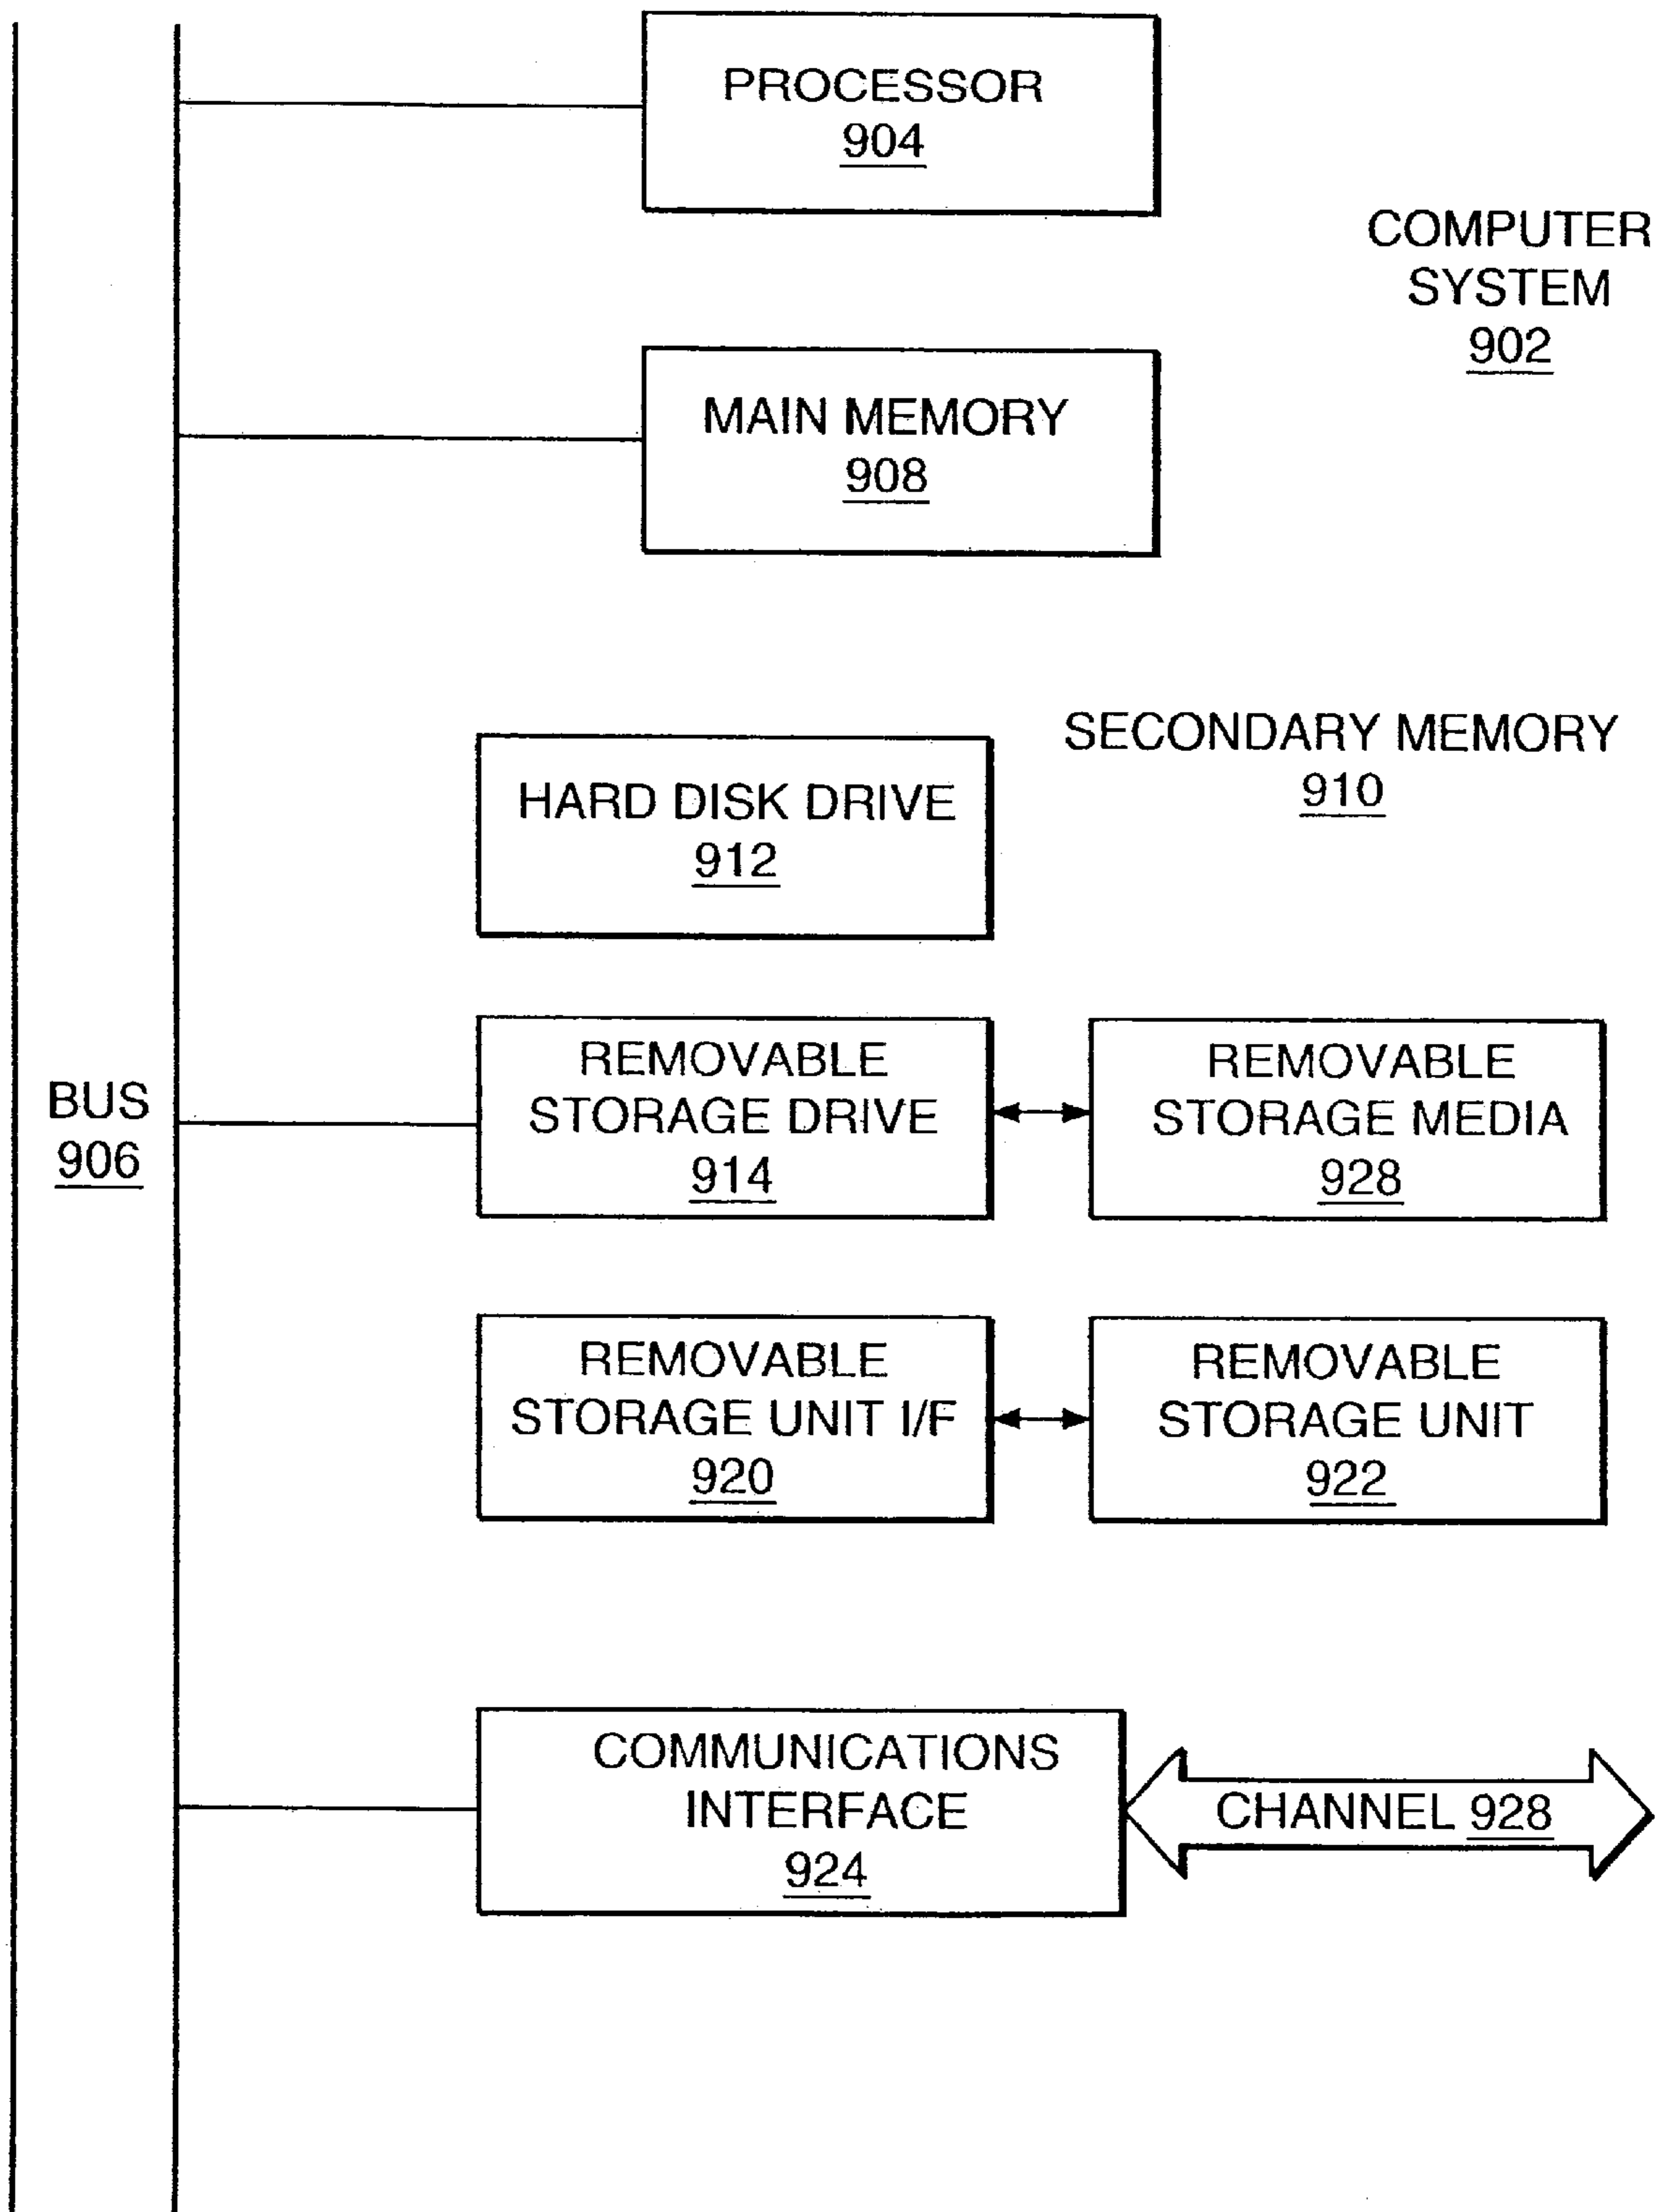 PROCESSOR
904
COMPUTER
SYSTEM
902
MAIN MEMORY
908
SECONDARY MEMORY
910
HARD DISK DRIVE
912
BUS
906
REMOVABLE
STORAGE DRIVE
914
REMOVABLE
STORAGE MEDIA
928
REMOVABLE
STORAGE UNIT I/F
920
REMOVABLE
STORAGE UNIT
922
COMMUNICATIONS
INTERFACE
924
CHANNEL 928